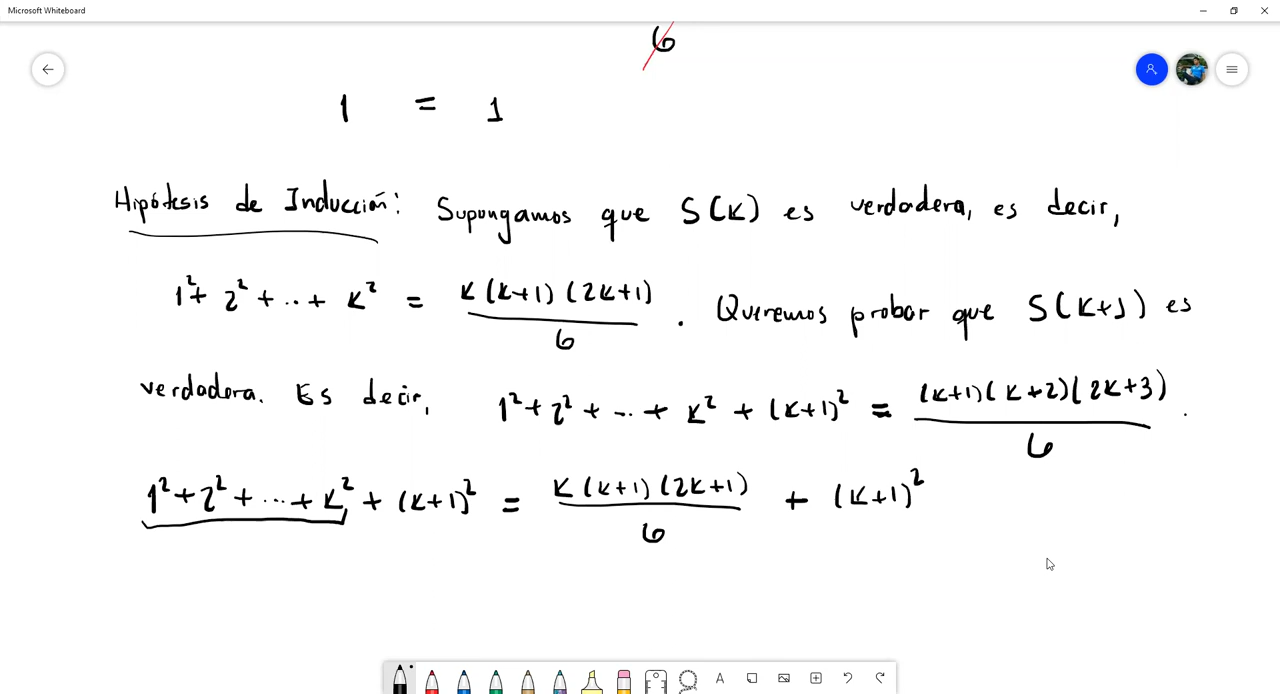 Microsoft Whiteboard
6
1 = 1
Hipótesis de Inducción: Supongamos que S(k) es verdadera, es decir,
1² + 2² + ... + k² = k(k+1)(2k+1) / 6 . Queremos probar que S(k+1) es
verdadera. Es decir, 1² + 2² + ... + k² + (k+1)² = (k+1)(k+2)(2k+3) / 6 .
1² + 2² + ... + k² + (k+1)² = k(k+1)(2k+1) / 6 + (k+1)²
A